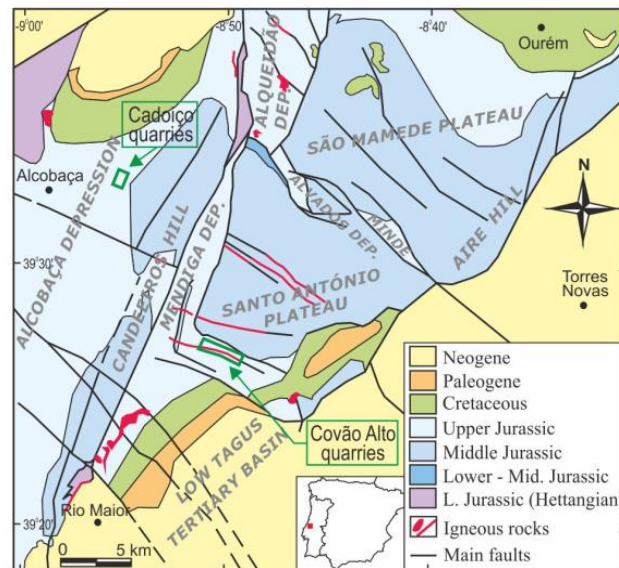 -9°00'
-8°50'
-8°40'
Ourém
ALQUEIDÃO
DEP.
SÃO MAMEDE PLATEAU
Cadoiço
quarries
Alcobaça
ALCOBAÇA DEPRESSION
CANDEEIROS HILL
MENDIGA DEP.
ALVADOS DEP.
MINDE
AIRE HILL
N
39°30'
SANTO ANTÓNIO
PLATEAU
Torres
Novas
Covão Alto
quarries
LOW TAGUS
TERTIARY BASIN
39°20'
Rio Maior
0 5 km
Neogene
Paleogene
Cretaceous
Upper Jurassic
Middle Jurassic
Lower - Mid. Jurassic
L. Jurassic (Hettangian)
Igneous rocks
Main faults